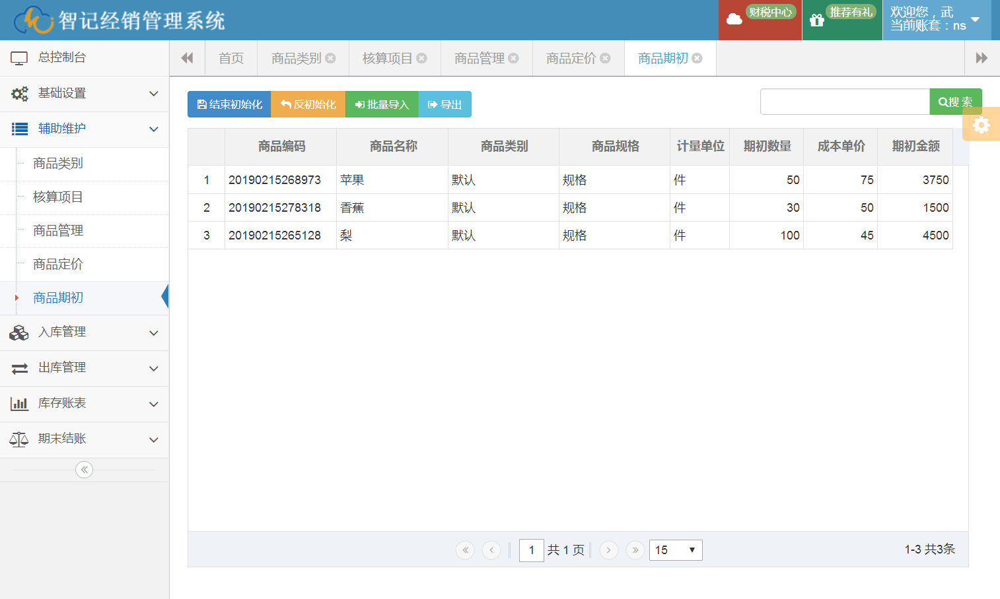 智记经销管理系统
财税中心
推荐有礼
欢迎您，武
当前账套：ns
总控制台
基础设置
辅助维护
商品类别
核算项目
商品管理
商品定价
商品期初
入库管理
出库管理
库存账表
期末结账
首页
商品类别
核算项目
商品管理
商品定价
商品期初
结束初始化
反初始化
批量导入
导出
搜 索
商品编码 商品名称 商品类别 商品规格 计量单位 期初数量 成本单价 期初金额
1 20190215268973 苹果 默认 规格 件 50 75 3750
2 20190215278318 香蕉 默认 规格 件 30 50 1500
3 20190215265128 梨 默认 规格 件 100 45 4500
1 共 1 页 15 1-3 共3条